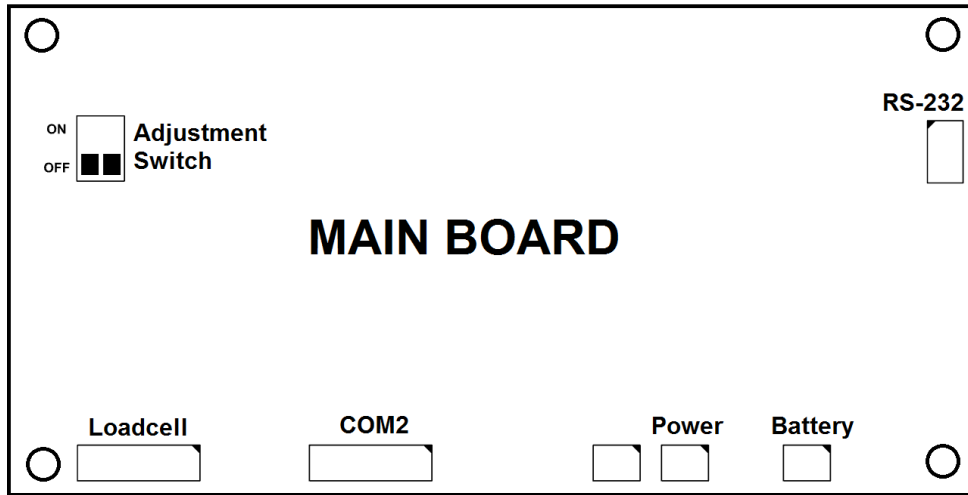 RS-232
ON
OFF
Adjustment
Switch
MAIN BOARD
Loadcell
COM2
Power
Battery